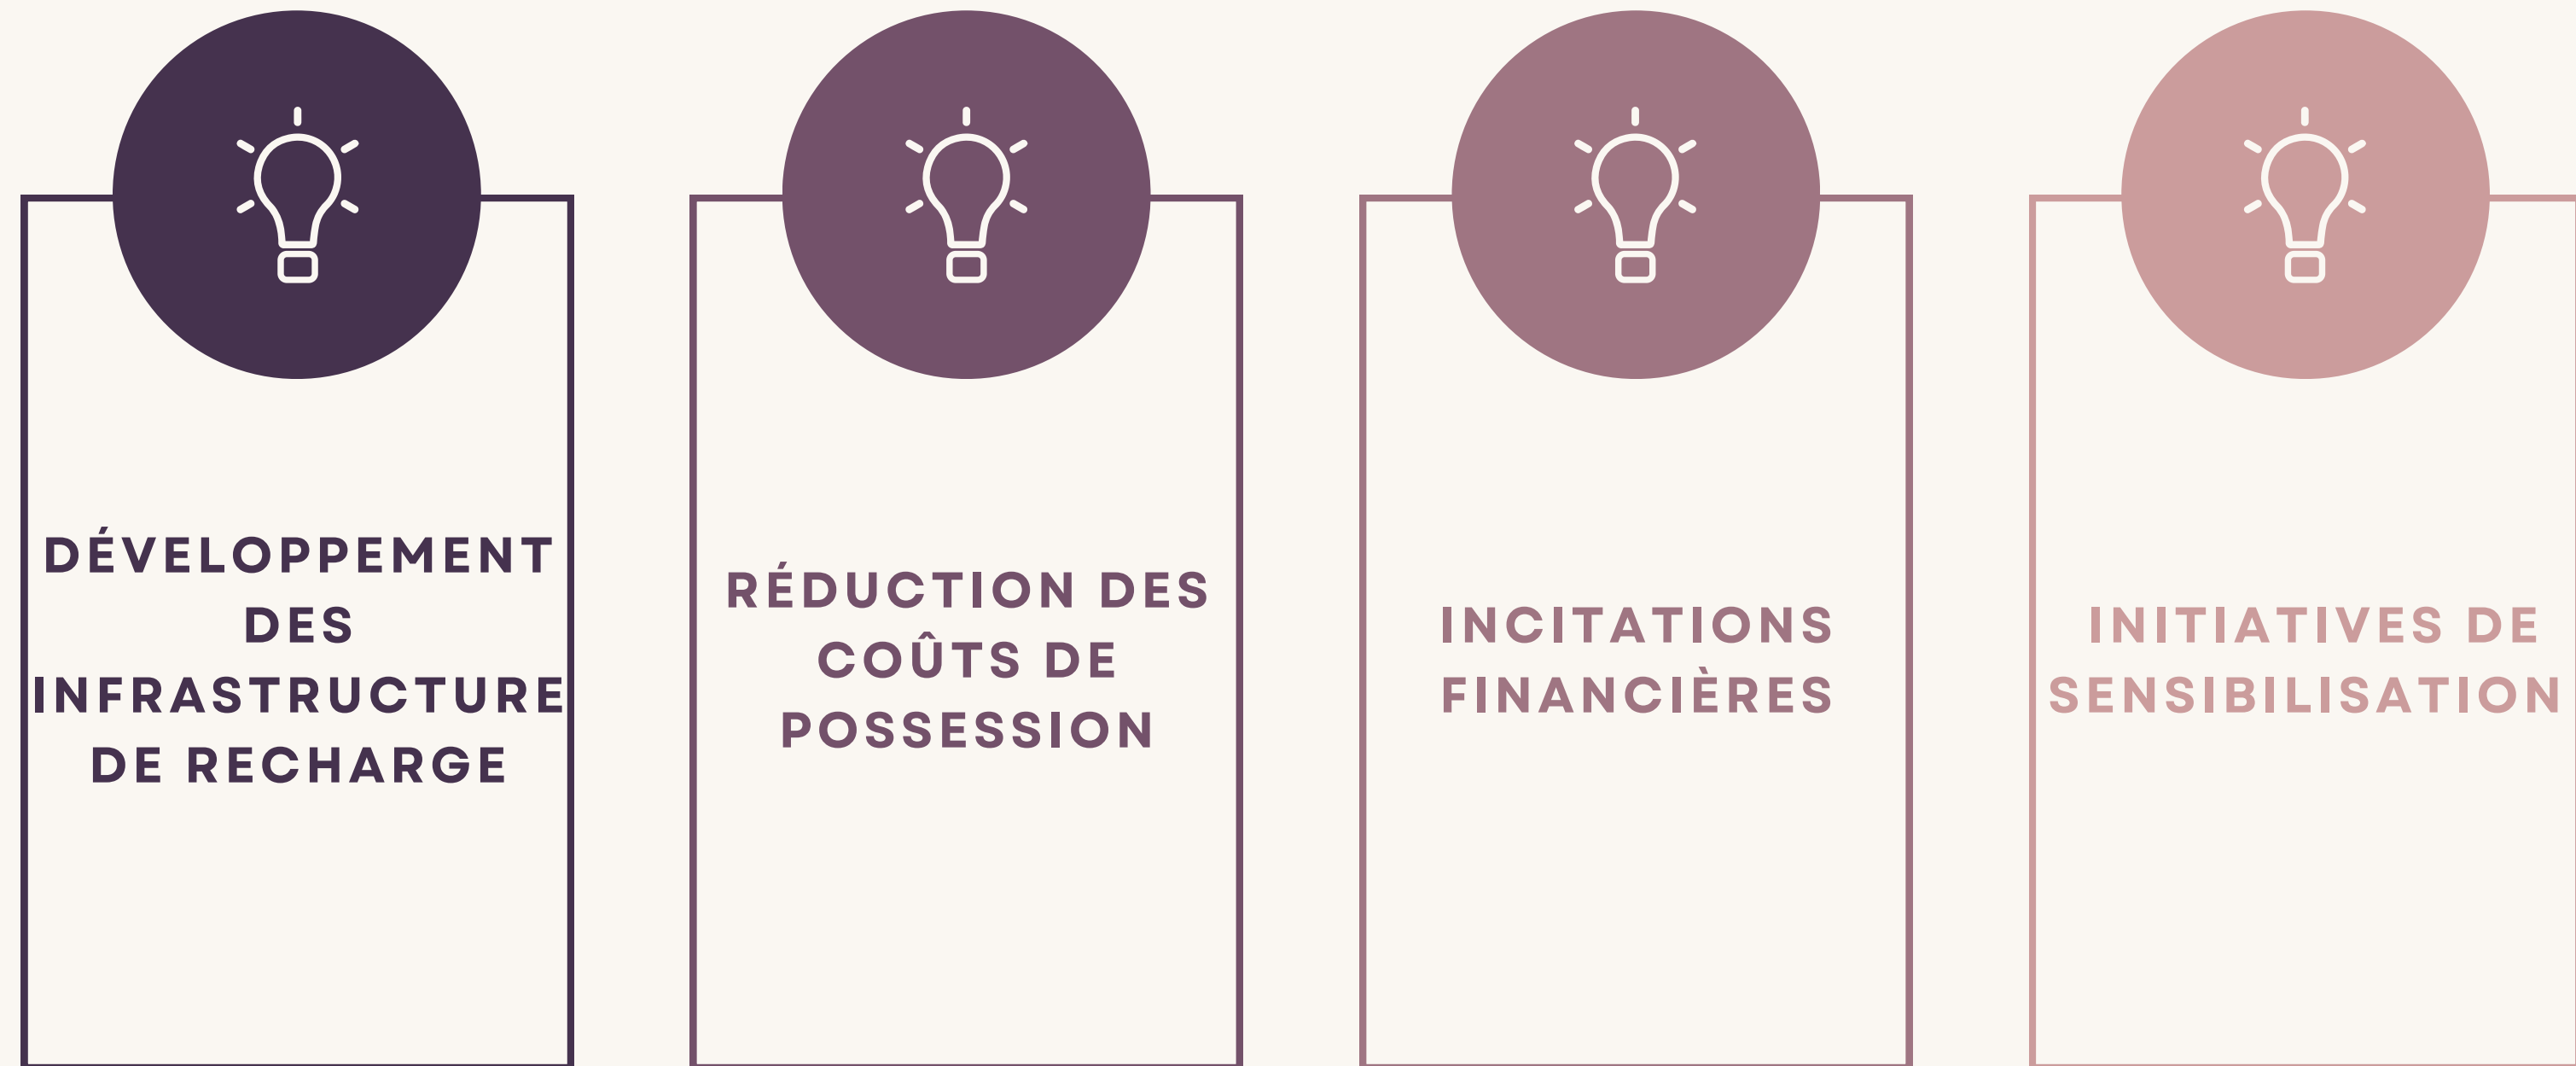 DÉVELOPPEMENT
DES
INFRASTRUCTURE
DE RECHARGE
RÉDUCTION DES
COÛTS DE
POSSESSION
INCITATIONS
FINANCIÈRES
INITIATIVES DE
SENSIBILISATION